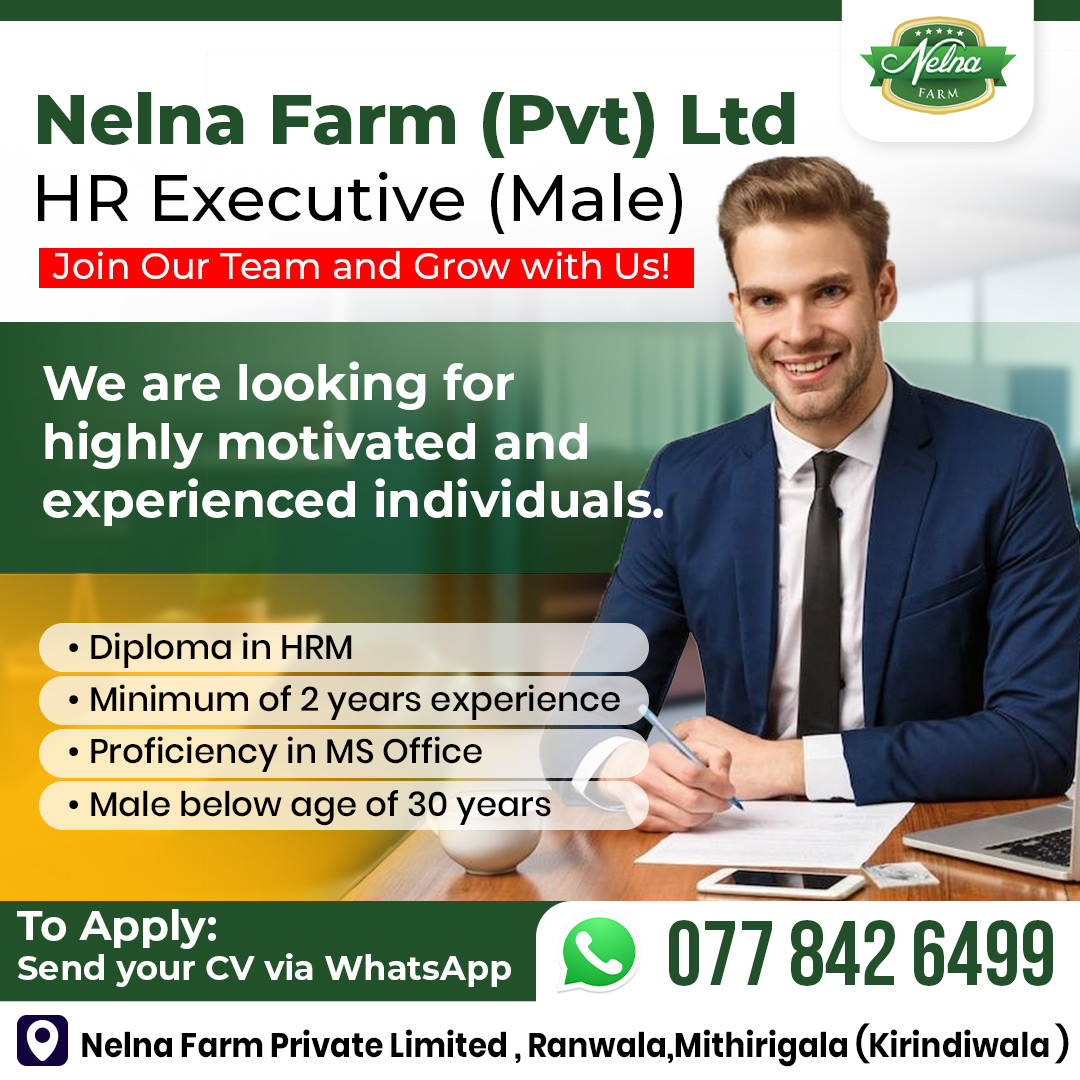 Nelna
FARM
Nelna Farm (Pvt) Ltd
HR Executive (Male)
Join Our Team and Grow with Us!
We are looking for
highly motivated and
experienced individuals.
• Diploma in HRM
• Minimum of 2 years experience
• Proficiency in MS Office
• Male below age of 30 years
To Apply:
Send your CV via WhatsApp
077 842 6499
Nelna Farm Private Limited , Ranwala,Mithirigala (Kirindiwala )